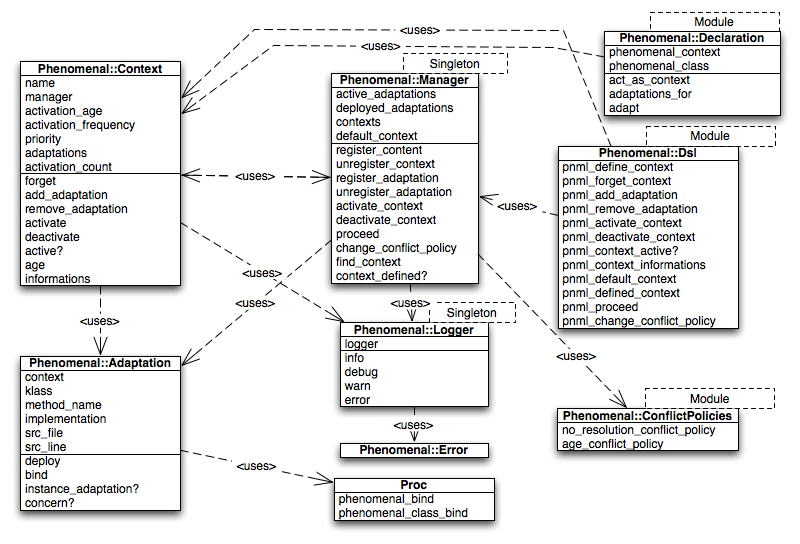 Module
Phenomenal::Declaration
phenomenal_context
phenomenal_class
act_as_context
adaptations_for
adapt
<uses>
<uses>
Phenomenal::Context
name
manager
activation_age
activation_frequency
priority
adaptations
activation_count
forget
add_adaptation
remove_adaptation
activate
deactivate
active?
age
informations
Singleton
Phenomenal::Manager
active_adaptations
deployed_adaptations
contexts
default_context
register_content
unregister_context
register_adaptation
unregister_adaptation
activate_context
deactivate_context
proceed
change_conflict_policy
find_context
context_defined?
Module
Phenomenal::Dsl
pnml_define_context
pnml_forget_context
pnml_add_adaptation
pnml_remove_adaptation
pnml_activate_context
pnml_deactivate_context
pnml_context_active?
pnml_context_informations
pnml_default_context
pnml_defined_context
pnml_proceed
pnml_change_conflict_policy
<uses>
<uses>
<uses>
<uses>
<uses>
<uses>
<uses>
Singleton
Phenomenal::Logger
logger
info
debug
warn
error
<uses>
Phenomenal::Adaptation
context
klass
method_name
implementation
src_file
src_line
deploy
bind
instance_adaptation?
concern?
Module
Phenomenal::ConflictPolicies
no_resolution_conflict_policy
age_conflict_policy
<uses>
Phenomenal::Error
<uses>
Proc
phenomenal_bind
phenomenal_class_bind